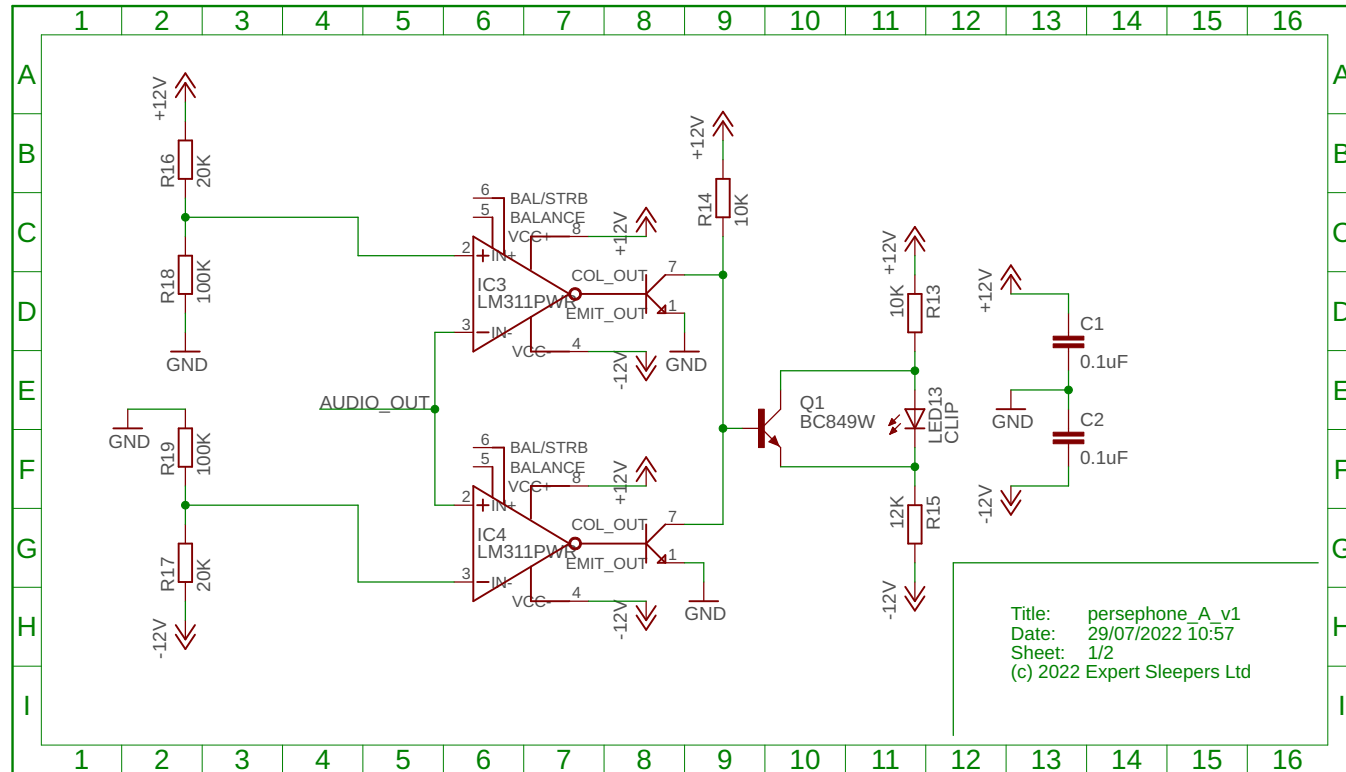 1 2 3 4 5 6 7 8 9 10 11 12 13 14 15 16
A A
B B
C C
D D
E E
F F
G G
H H
I I
+12V
R16
20K
R18
100K
GND
GND
R19
100K
R17
20K
-12V
AUDIO_OUT
6 BAL/STRB
5 BALANCE
VCC+ 8
+12V
2 IN+
IC3
LM311PWR
COL_OUT 7
EMIT_OUT 1
3 IN-
VCC- 4
-12V
GND
6 BAL/STRB
5 BALANCE
VCC+ 8
+12V
2 IN+
IC4
LM311PWR
COL_OUT 7
EMIT_OUT 1
3 IN-
VCC- 4
-12V
GND
+12V
R14
10K
Q1
BC849W
+12V
10K
R13
LED13
CLIP
12K
R15
-12V
+12V
C1
0.1uF
GND
C2
0.1uF
-12V
Title: persephone_A_v1
Date: 29/07/2022 10:57
Sheet: 1/2
(c) 2022 Expert Sleepers Ltd
1 2 3 4 5 6 7 8 9 10 11 12 13 14 15 16